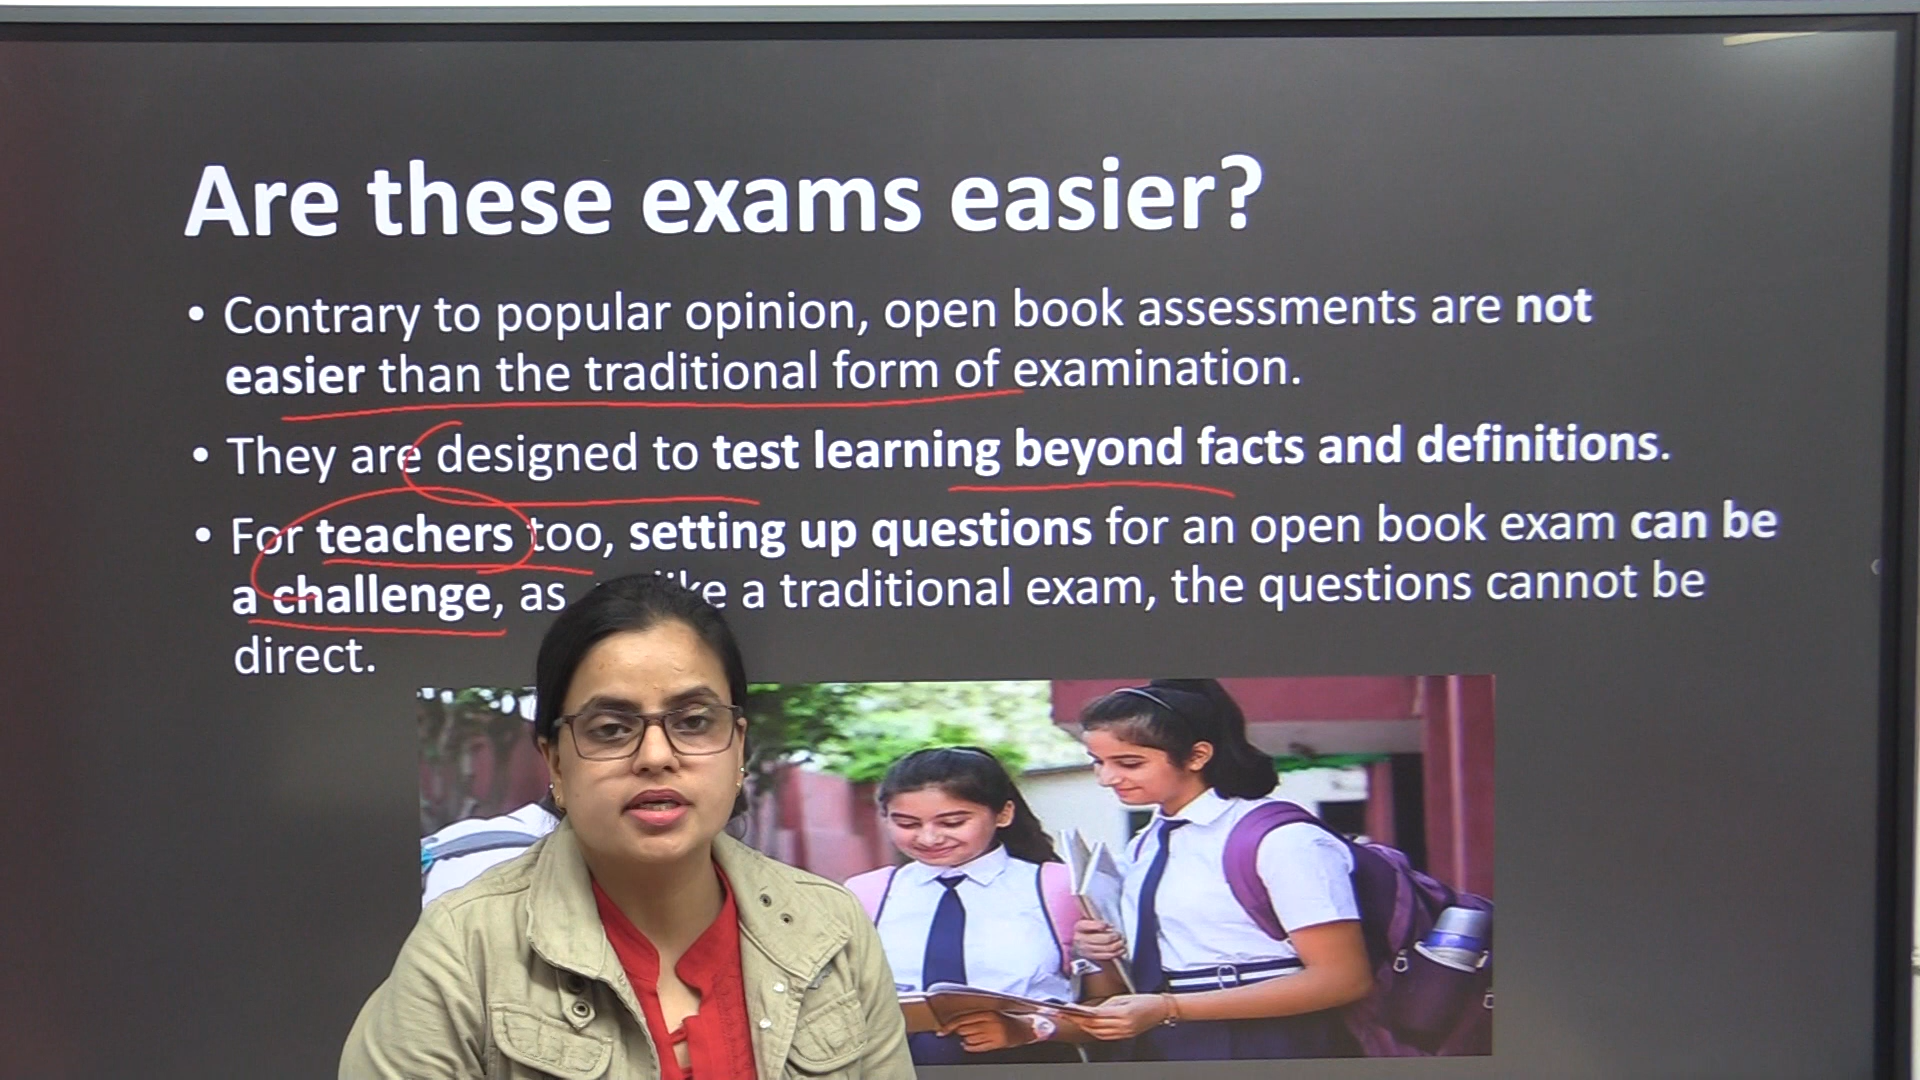 Are these exams easier?
• Contrary to popular opinion, open book assessments are not
easier than the traditional form of examination.
• They are designed to test learning beyond facts and definitions.
• For teachers too, setting up questions for an open book exam can be
a challenge, as a traditional exam, the questions cannot be
direct.